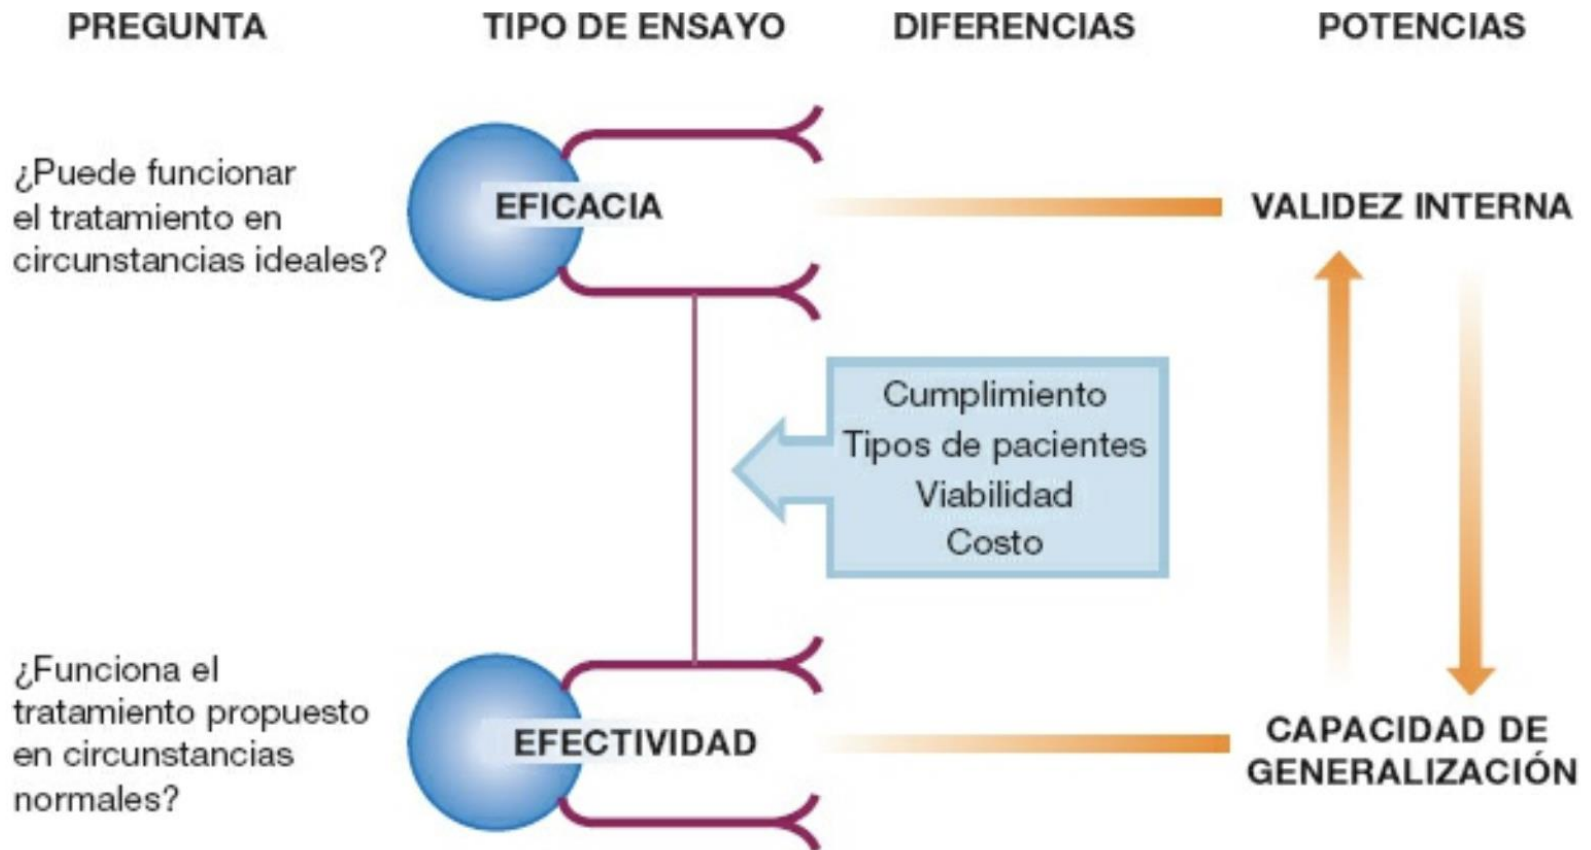 PREGUNTA
TIPO DE ENSAYO
DIFERENCIAS
POTENCIAS
¿Puede funcionar
el tratamiento en
circunstancias ideales?
EFICACIA
VALIDEZ INTERNA
Cumplimiento
Tipos de pacientes
Viabilidad
Costo
¿Funciona el
tratamiento propuesto
en circunstancias
normales?
EFECTIVIDAD
CAPACIDAD DE
GENERALIZACIÓN